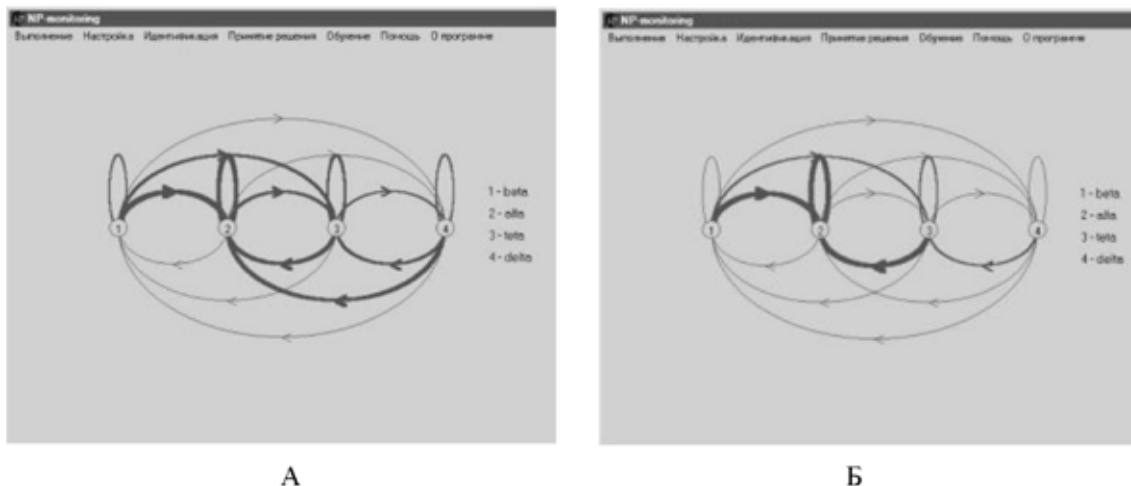 NP-monitoring
Выполнение Настройка Идентификация Принятие решения Обучение Помощь О программе
1 2 3 4
1 - beta
2 - alfa
3 - teta
4 - delta
А
NP-monitoring
Выполнение Настройка Идентификация Принятие решения Обучение Помощь О программе
1 2 3 4
1 - beta
2 - alfa
3 - teta
4 - delta
Б